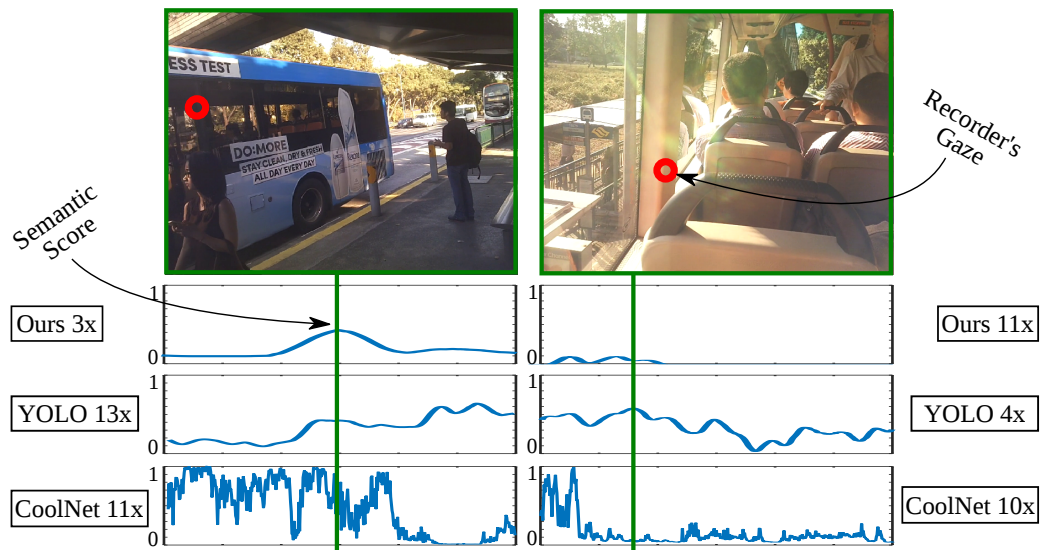 ESS TEST
DO:MORE
STAY CLEAN, DRY & FRESH
ALL DAY EVERY DAY
Recorder's
Gaze
Semantic
Score
Ours 3x
1
0
Ours 11x
YOLO 13x
1
0
1
0
YOLO 4x
CoolNet 11x
1
0
1
0
CoolNet 10x
1
0